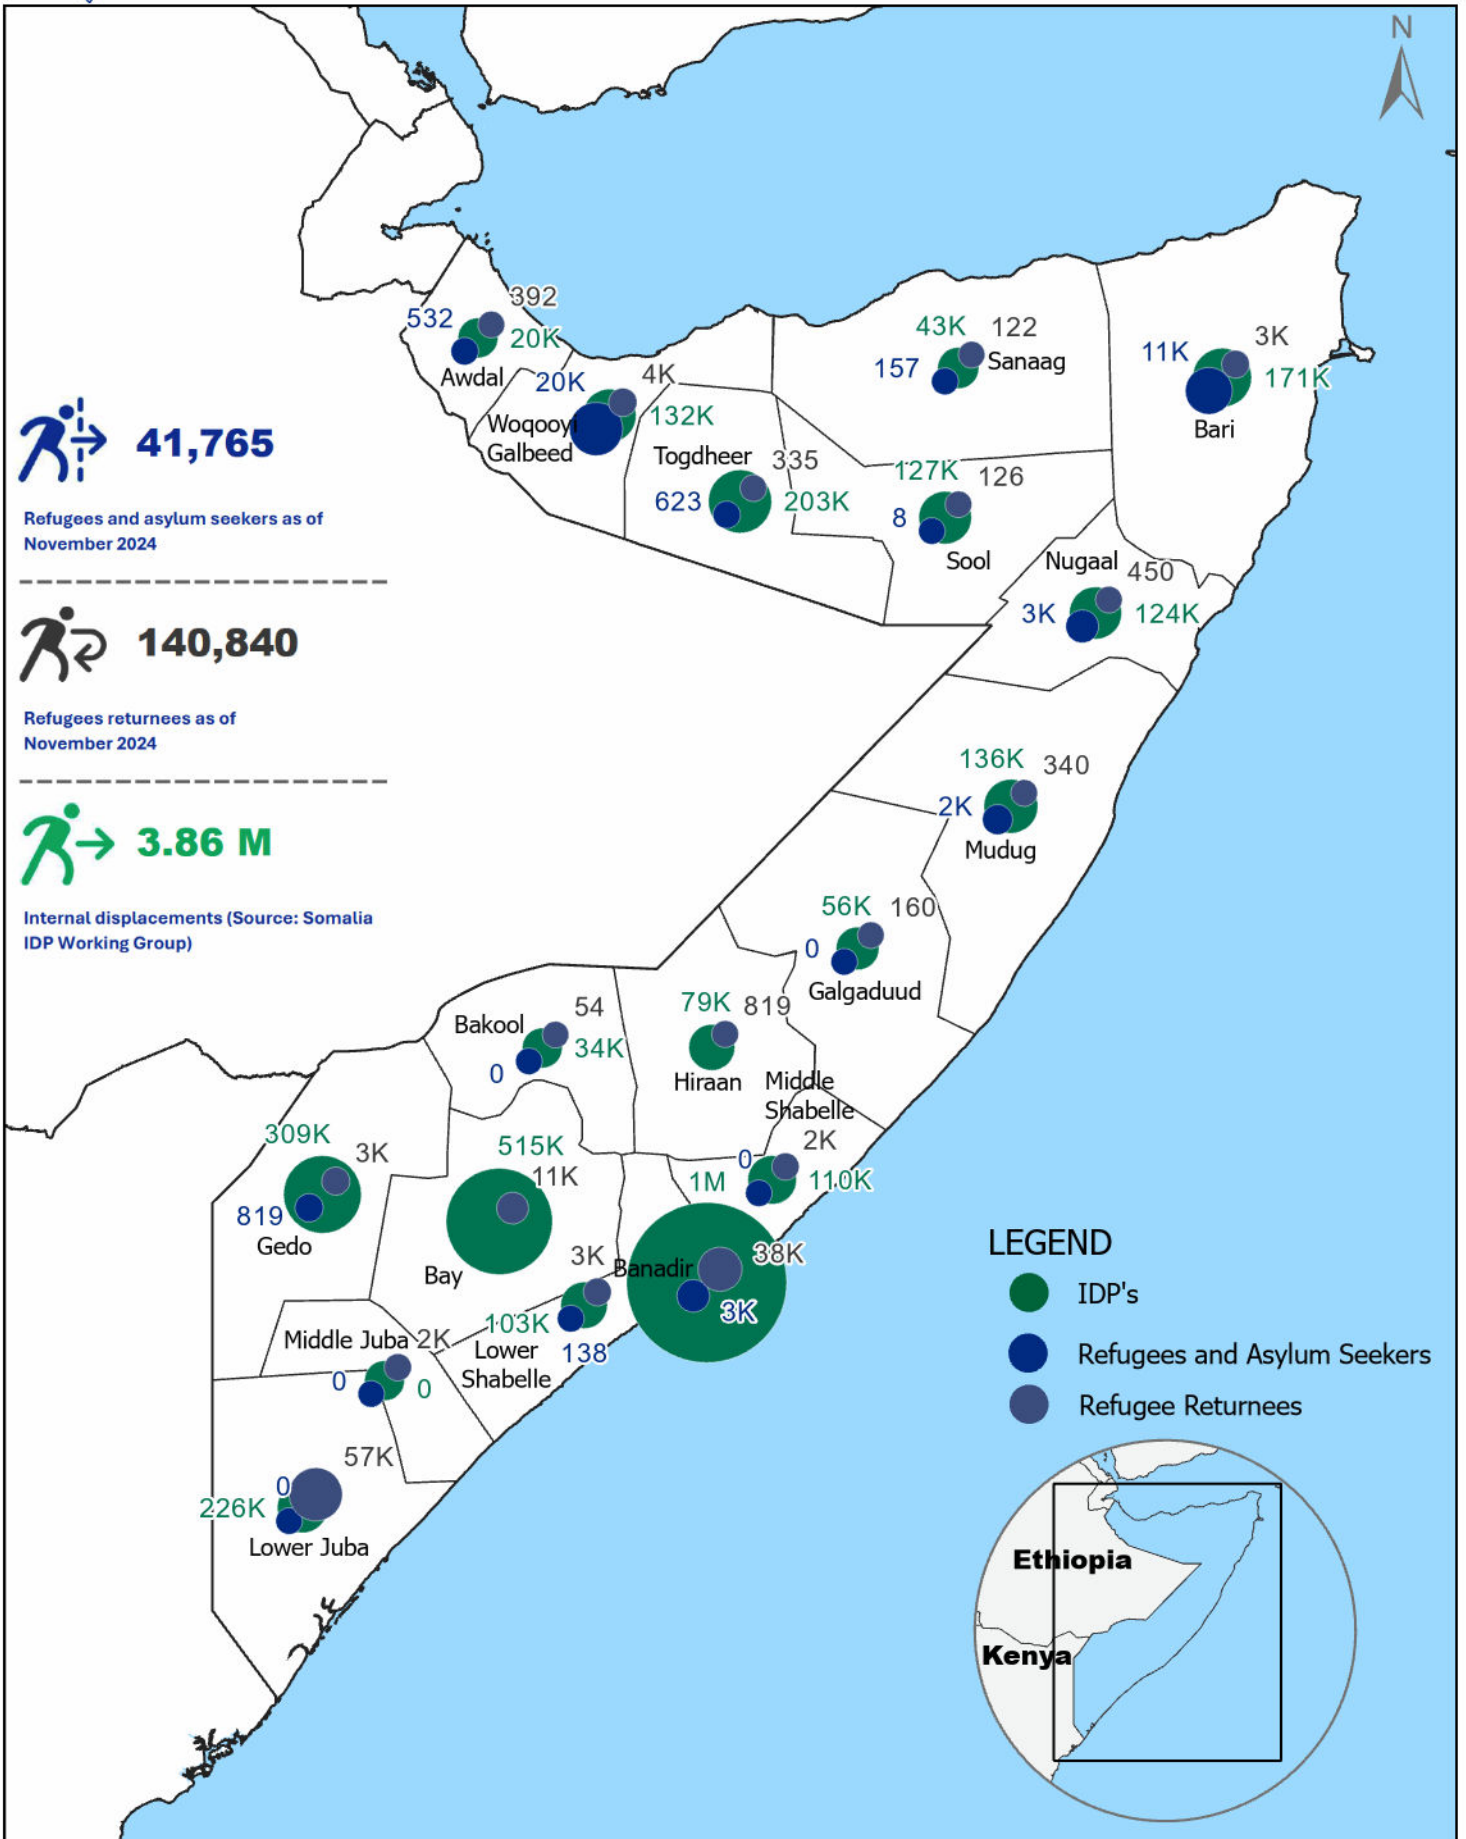 N
392
532
20K
Awdal
20K
4K
132K
Woqooyi
Galbeed
Togdheer
335
623
203K
43K
122
157
Sanaag
127K
126
8
Sool
11K
3K
171K
Bari
Nugaal
450
3K
124K
136K
340
2K
Mudug
56K
160
0
Galgaduud
41,765
Refugees and asylum seekers as of
November 2024
140,840
Refugees returnees as of
November 2024
3.86 M
Internal displacements (Source: Somalia
IDP Working Group)
54
Bakool
34K
0
79K
819
Hiraan
Middle
Shabelle
2K
0
110K
309K
3K
819
Gedo
515K
11K
Bay
1M
38K
Banadir
3K
3K
103K
138
Lower
Shabelle
Middle Juba
2K
0
0
57K
0
226K
Lower Juba
LEGEND
IDP's
Refugees and Asylum Seekers
Refugee Returnees
Ethiopia
Kenya